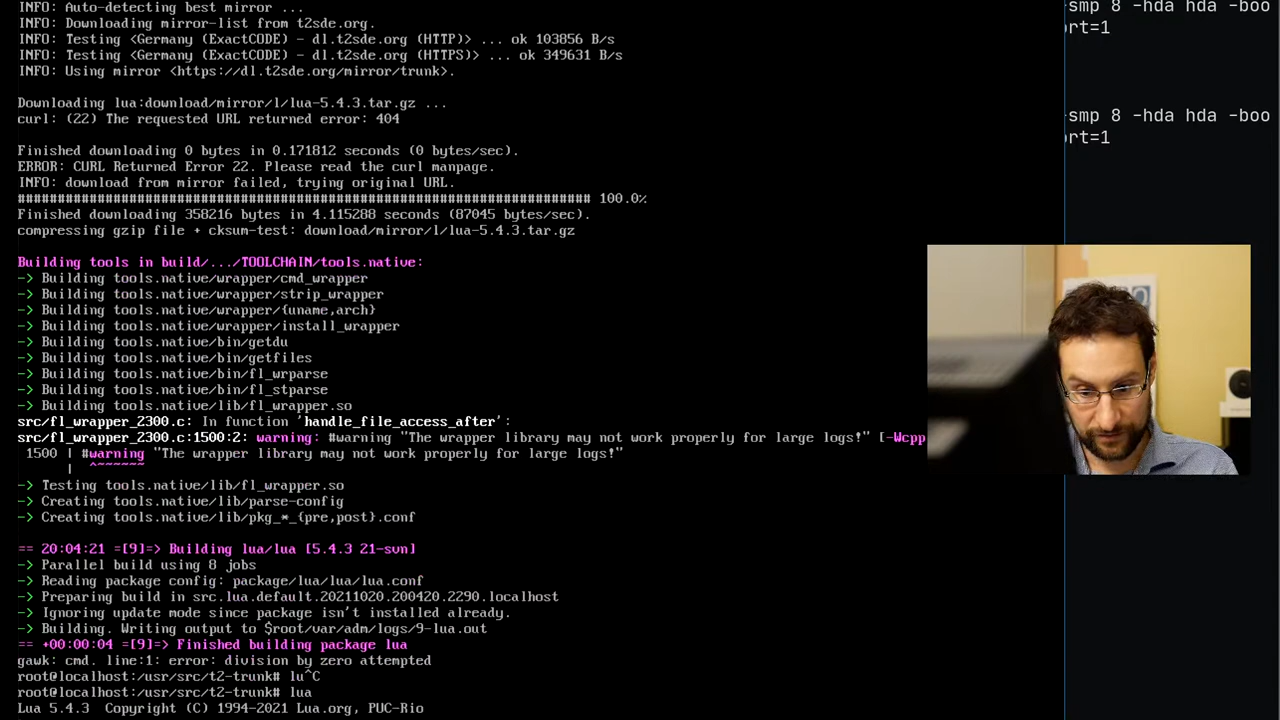 INFO: Auto-detecting best mirror ...
INFO: Downloading mirror-list from t2sde.org.
INFO: Testing <Germany (ExactCODE) - dl.t2sde.org (HTTP)> ... ok 103856 B/s
INFO: Testing <Germany (ExactCODE) - dl.t2sde.org (HTTPS)> ... ok 349631 B/s
INFO: Using mirror <https://dl.t2sde.org/mirror/trunk>.
Downloading lua:download/mirror/l/lua-5.4.3.tar.gz ...
curl: (22) The requested URL returned error: 404
Finished downloading 0 bytes in 0.171812 seconds (0 bytes/sec).
ERROR: CURL Returned Error 22. Please read the curl manpage.
INFO: download from mirror failed, trying original URL.
######################################################################## 100.0%
Finished downloading 358216 bytes in 4.115288 seconds (87045 bytes/sec).
compressing gzip file + cksum-test: download/mirror/l/lua-5.4.3.tar.gz
Building tools in build/.../TOOLCHAIN/tools.native:
-> Building tools.native/wrapper/cmd_wrapper
-> Building tools.native/wrapper/strip_wrapper
-> Building tools.native/wrapper/{uname,arch}
-> Building tools.native/wrapper/install_wrapper
-> Building tools.native/bin/getdu
-> Building tools.native/bin/getfiles
-> Building tools.native/bin/fl_wrparse
-> Building tools.native/bin/fl_stparse
-> Building tools.native/lib/fl_wrapper.so
src/fl_wrapper_2300.c: In function 'handle_file_access_after':
src/fl_wrapper_2300.c:1500:2: warning: #warning "The wrapper library may not work properly for large logs!" [-Wcpp
1500 | #warning "The wrapper library may not work properly for large logs!"
| ^~~~~~~
-> Testing tools.native/lib/fl_wrapper.so
-> Creating tools.native/lib/parse-config
-> Creating tools.native/lib/pkg_*_{pre,post}.conf
== 20:04:21 =[9]=> Building lua/lua [5.4.3 21-svn]
-> Parallel build using 8 jobs
-> Reading package config: package/lua/lua/lua.conf
-> Preparing build in src.lua.default.20211020.200420.2290.localhost
-> Ignoring update mode since package isn't installed already.
-> Building. Writing output to $root/var/adm/logs/9-lua.out
== +00:00:04 =[9]=> Finished building package lua
gawk: cmd. line:1: error: division by zero attempted
root@localhost:/usr/src/t2-trunk# lu^C
root@localhost:/usr/src/t2-trunk# lua
Lua 5.4.3  Copyright (C) 1994-2021 Lua.org, PUC-Rio
-smp 8 -hda hda -boo
ort=1
-smp 8 -hda hda -boo
ort=1